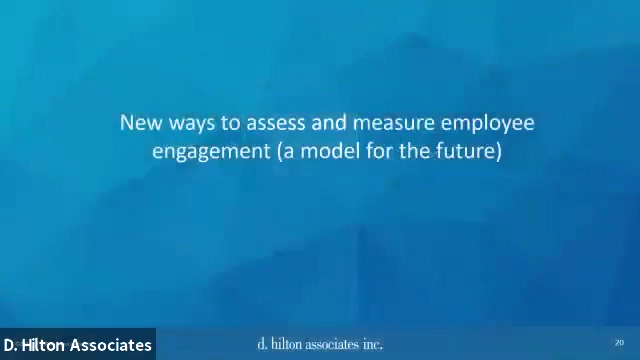 New ways to assess and measure employee
engagement (a model for the future)
D. Hilton Associates
d. hilton associates inc.
20